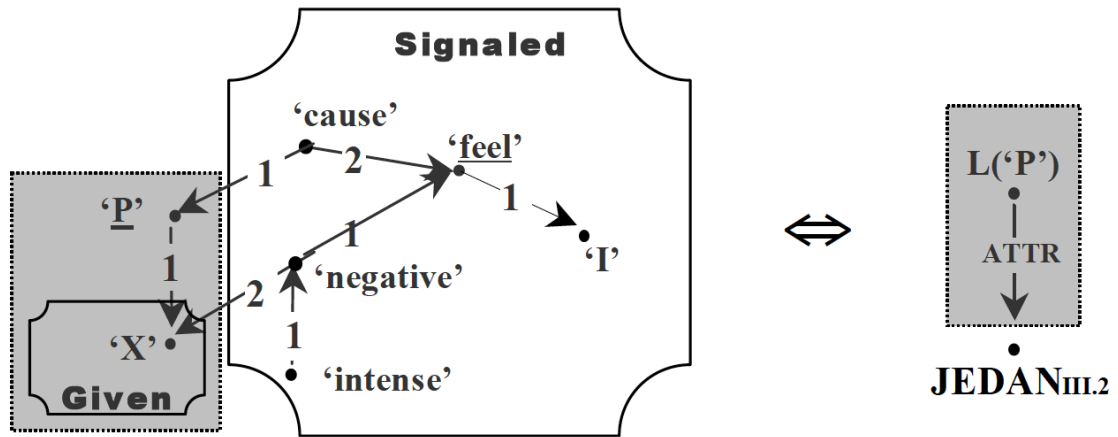 Signaled
‘cause’
2
‘feel’
1
1
‘P’
L(‘P’)
1
1
‘I’
ATTR
‘negative’
2
‘X’
1
‘intense’
Given
JEDANIII.2